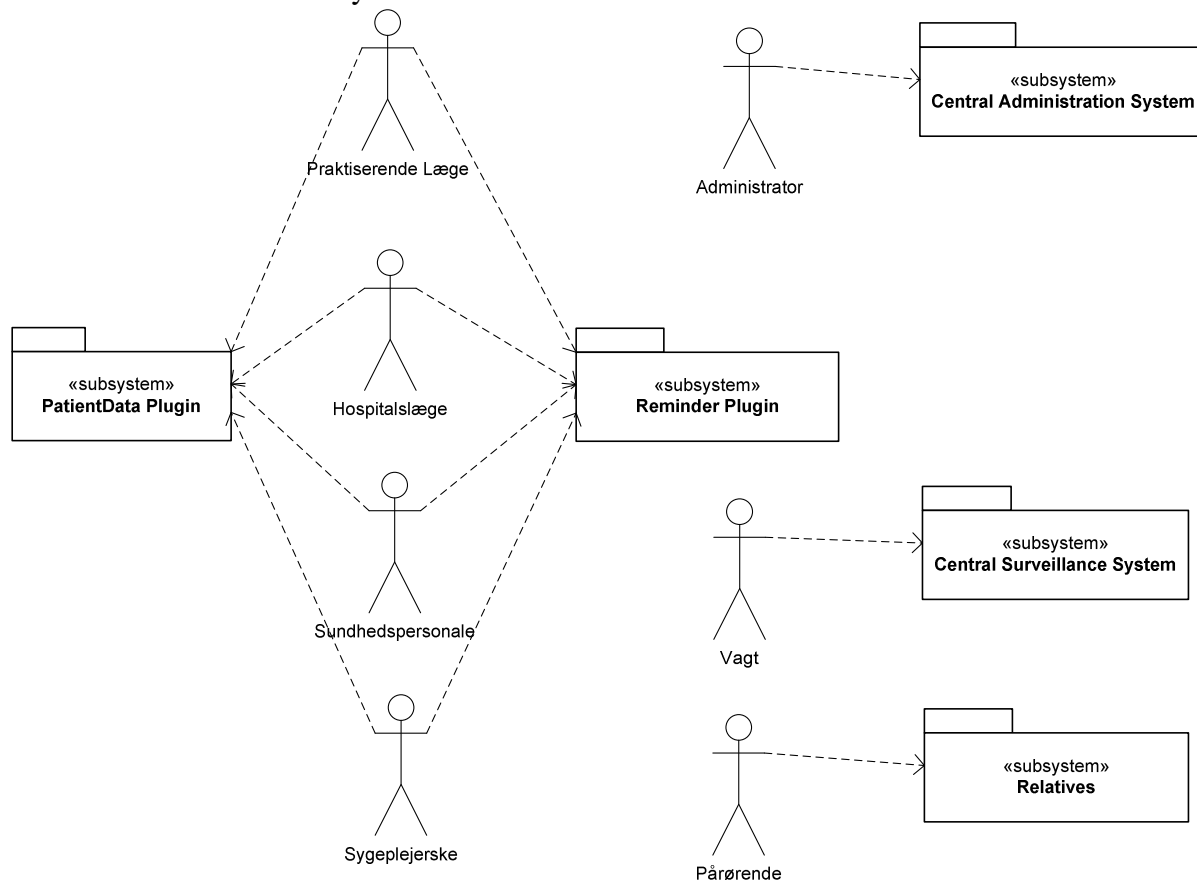 Praktiserende Læge
Administrator
«subsystem»
Central Administration System
Hospitalslæge
«subsystem»
PatientData Plugin
«subsystem»
Reminder Plugin
Sundhedspersonale
Vagt
«subsystem»
Central Surveillance System
Sygeplejerske
Pårørende
«subsystem»
Relatives